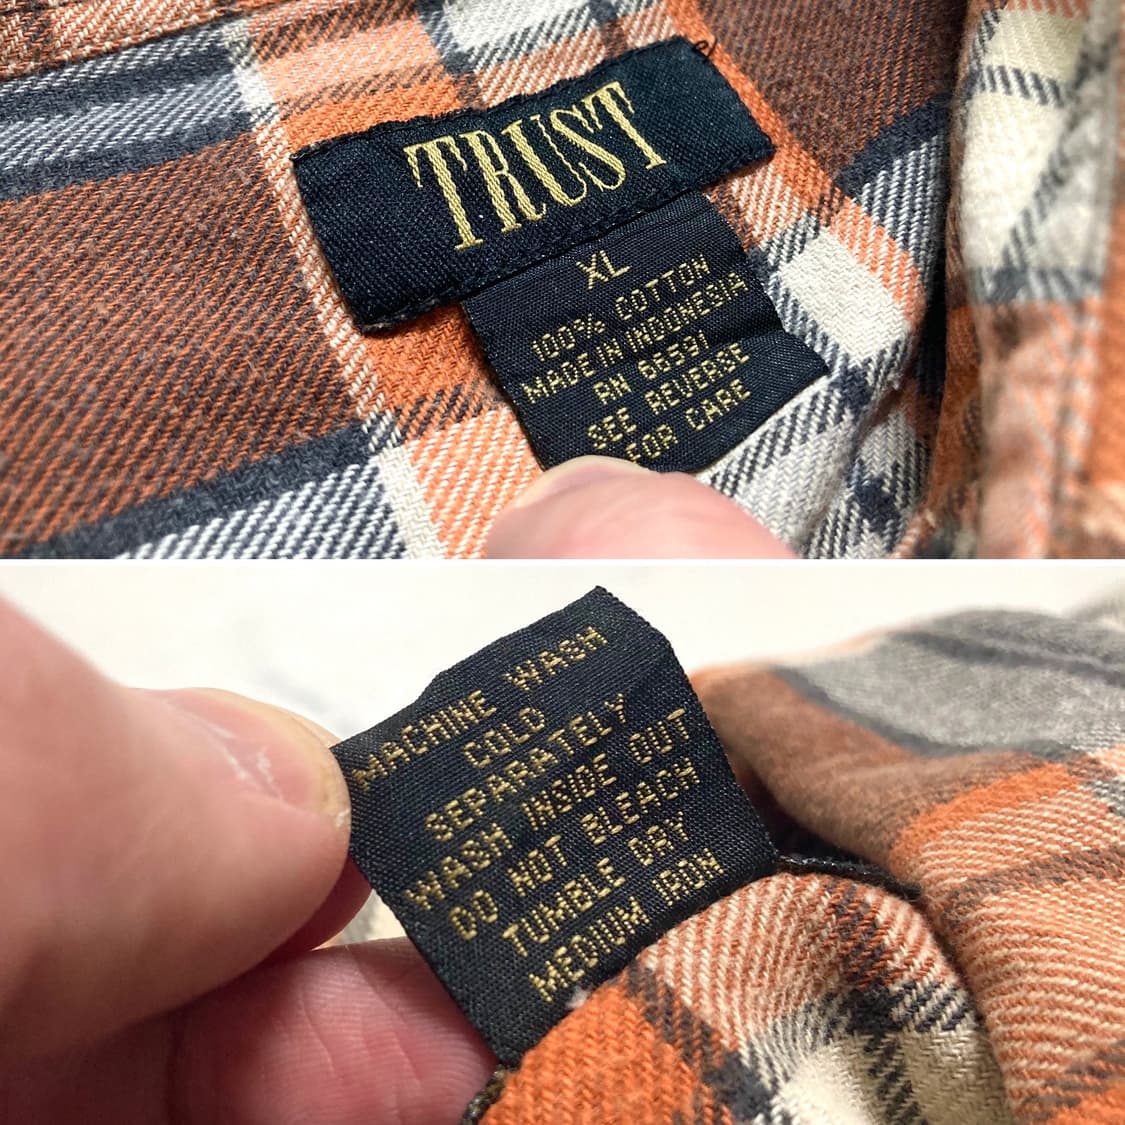 TRUST
XL
100% COTTON
MADE IN INDONESIA
RN 66591
SEE REVERSE
FOR CARE
MACHINE WASH
COLD
SEPARATELY
WASH INSIDE OUT
DO NOT BLEACH
TUMBLE DRY
MEDIUM IRON